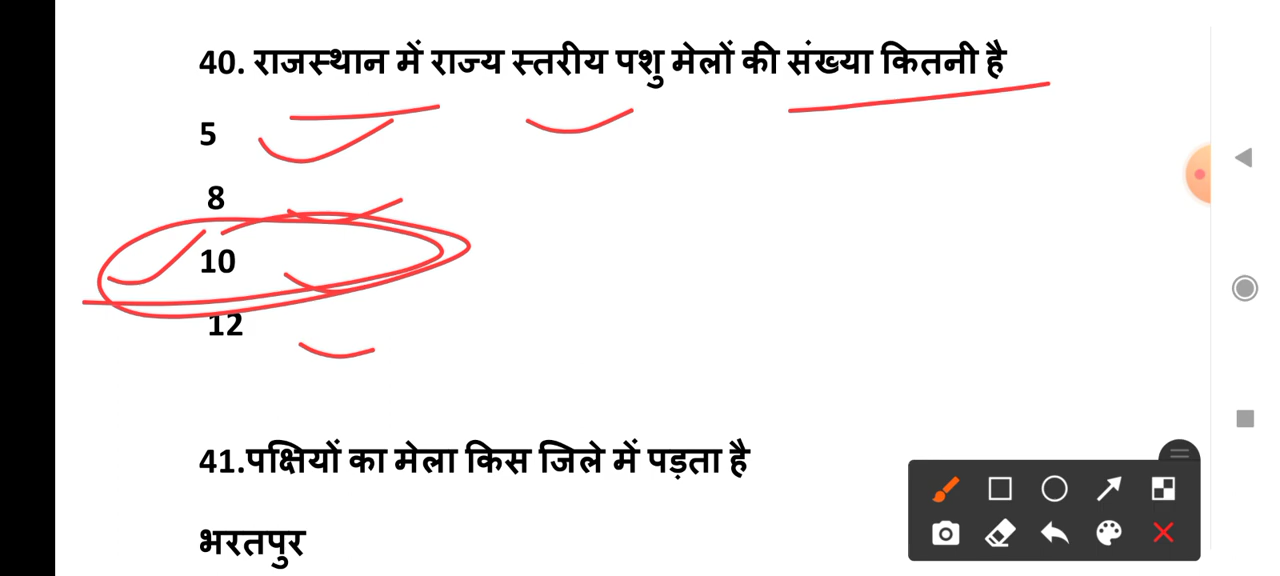 40. राजस्थान में राज्य स्तरीय पशु मेलों की संख्या कितनी है
5
8
10
12
41.पक्षियों का मेला किस जिले में पड़ता है
भरतपुर